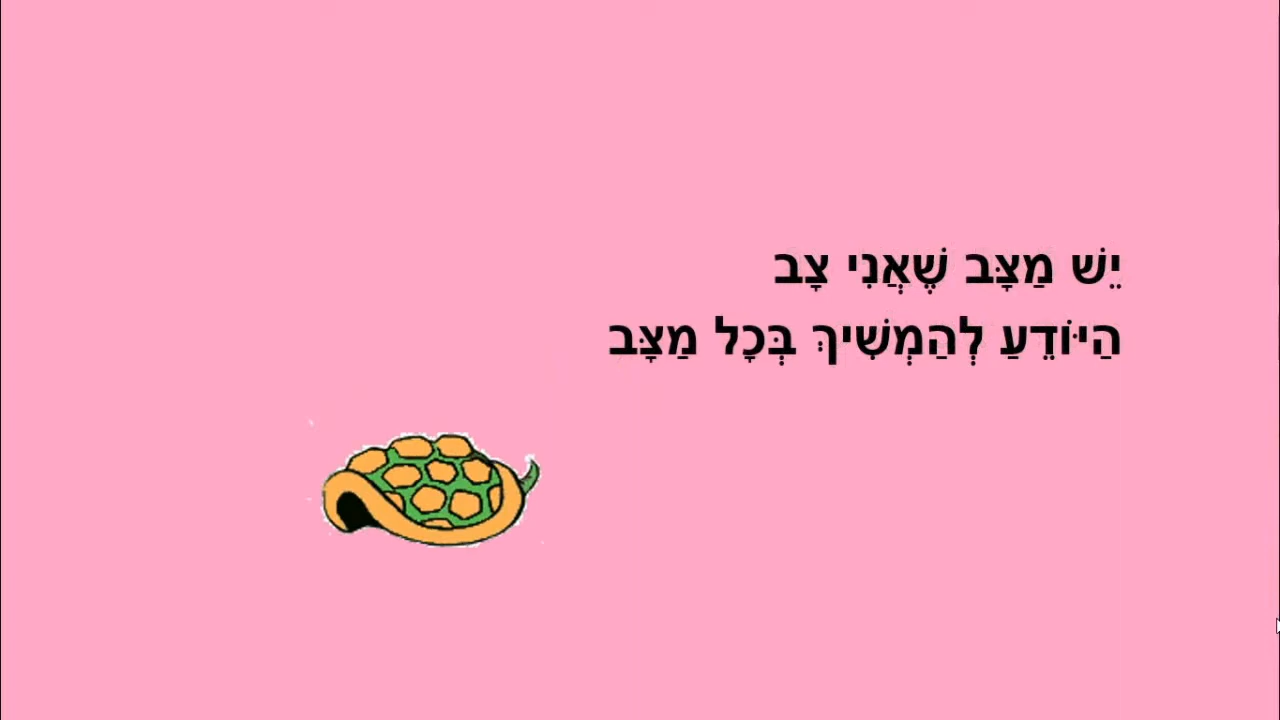 יֵשׁ מַצָּב שֶׁאֲנִי צָב
הַיּוֹדֵעַ לְהַמְשִׁיךְ בְּכָל מַצָּב